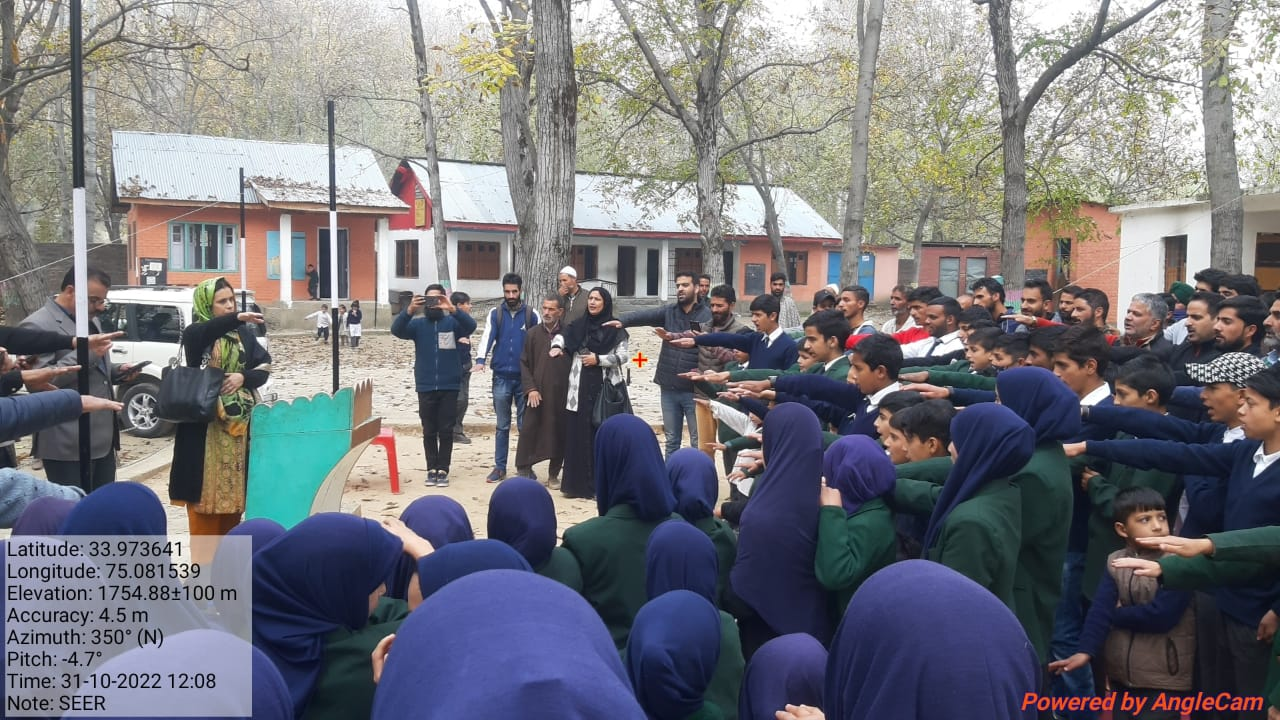 Latitude: 33.973641
Longitude: 75.081539
Elevation: 1754.88±100 m
Accuracy: 4.5 m
Azimuth: 350° (N)
Pitch: -4.7°
Time: 31-10-2022 12:08
Note: SEER
Powered by AngleCam